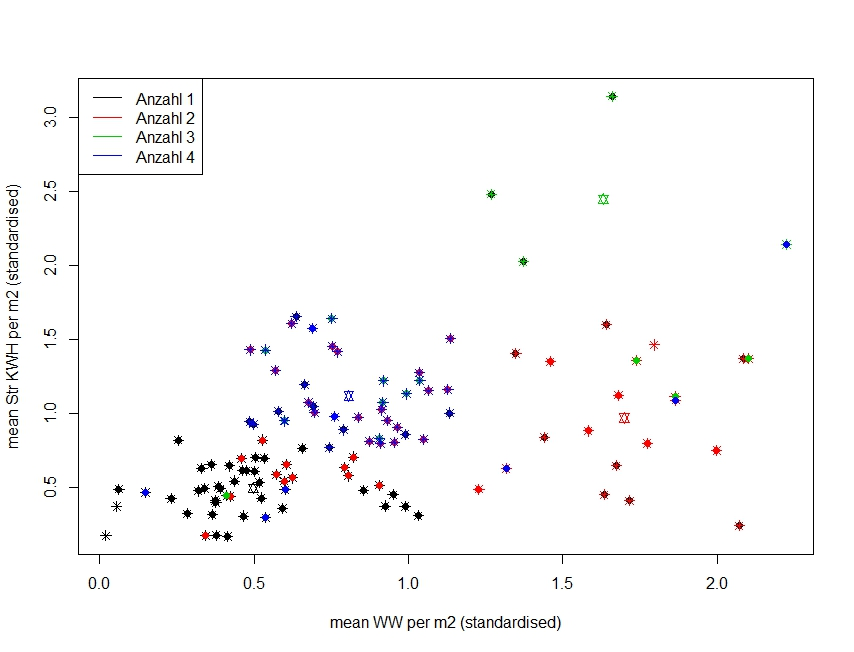 Anzahl 1
Anzahl 2
Anzahl 3
Anzahl 4
mean Str KWH per m2 (standardised)
3.0
2.5
2.0
1.5
1.0
0.5
0.0 0.5 1.0 1.5 2.0
mean WW per m2 (standardised)